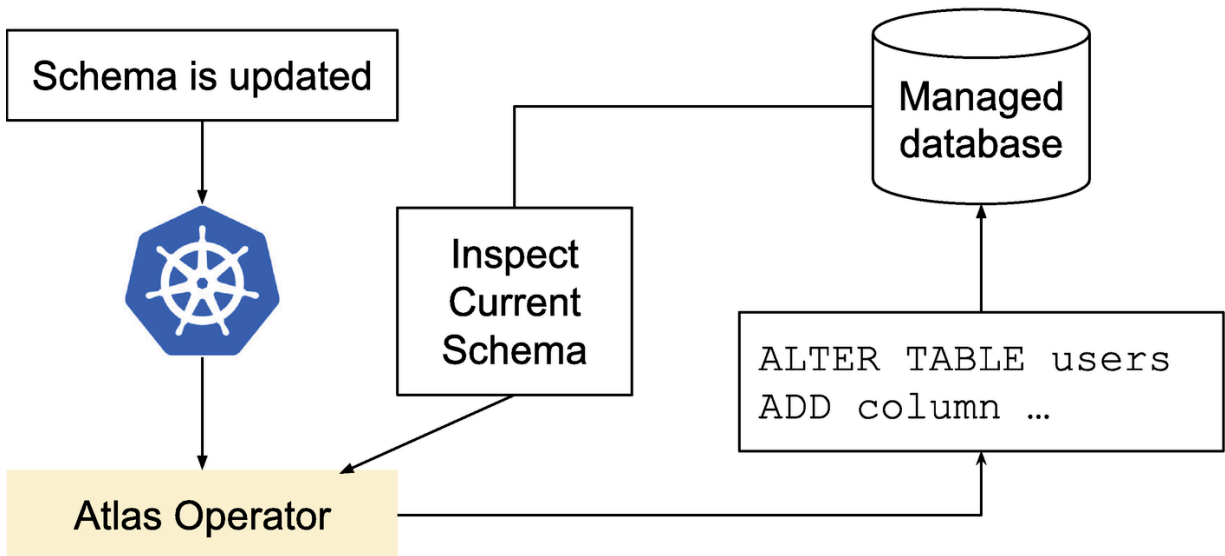 Schema is updated
Managed
database
Inspect
Current
Schema
ALTER TABLE users
ADD column …
Atlas Operator